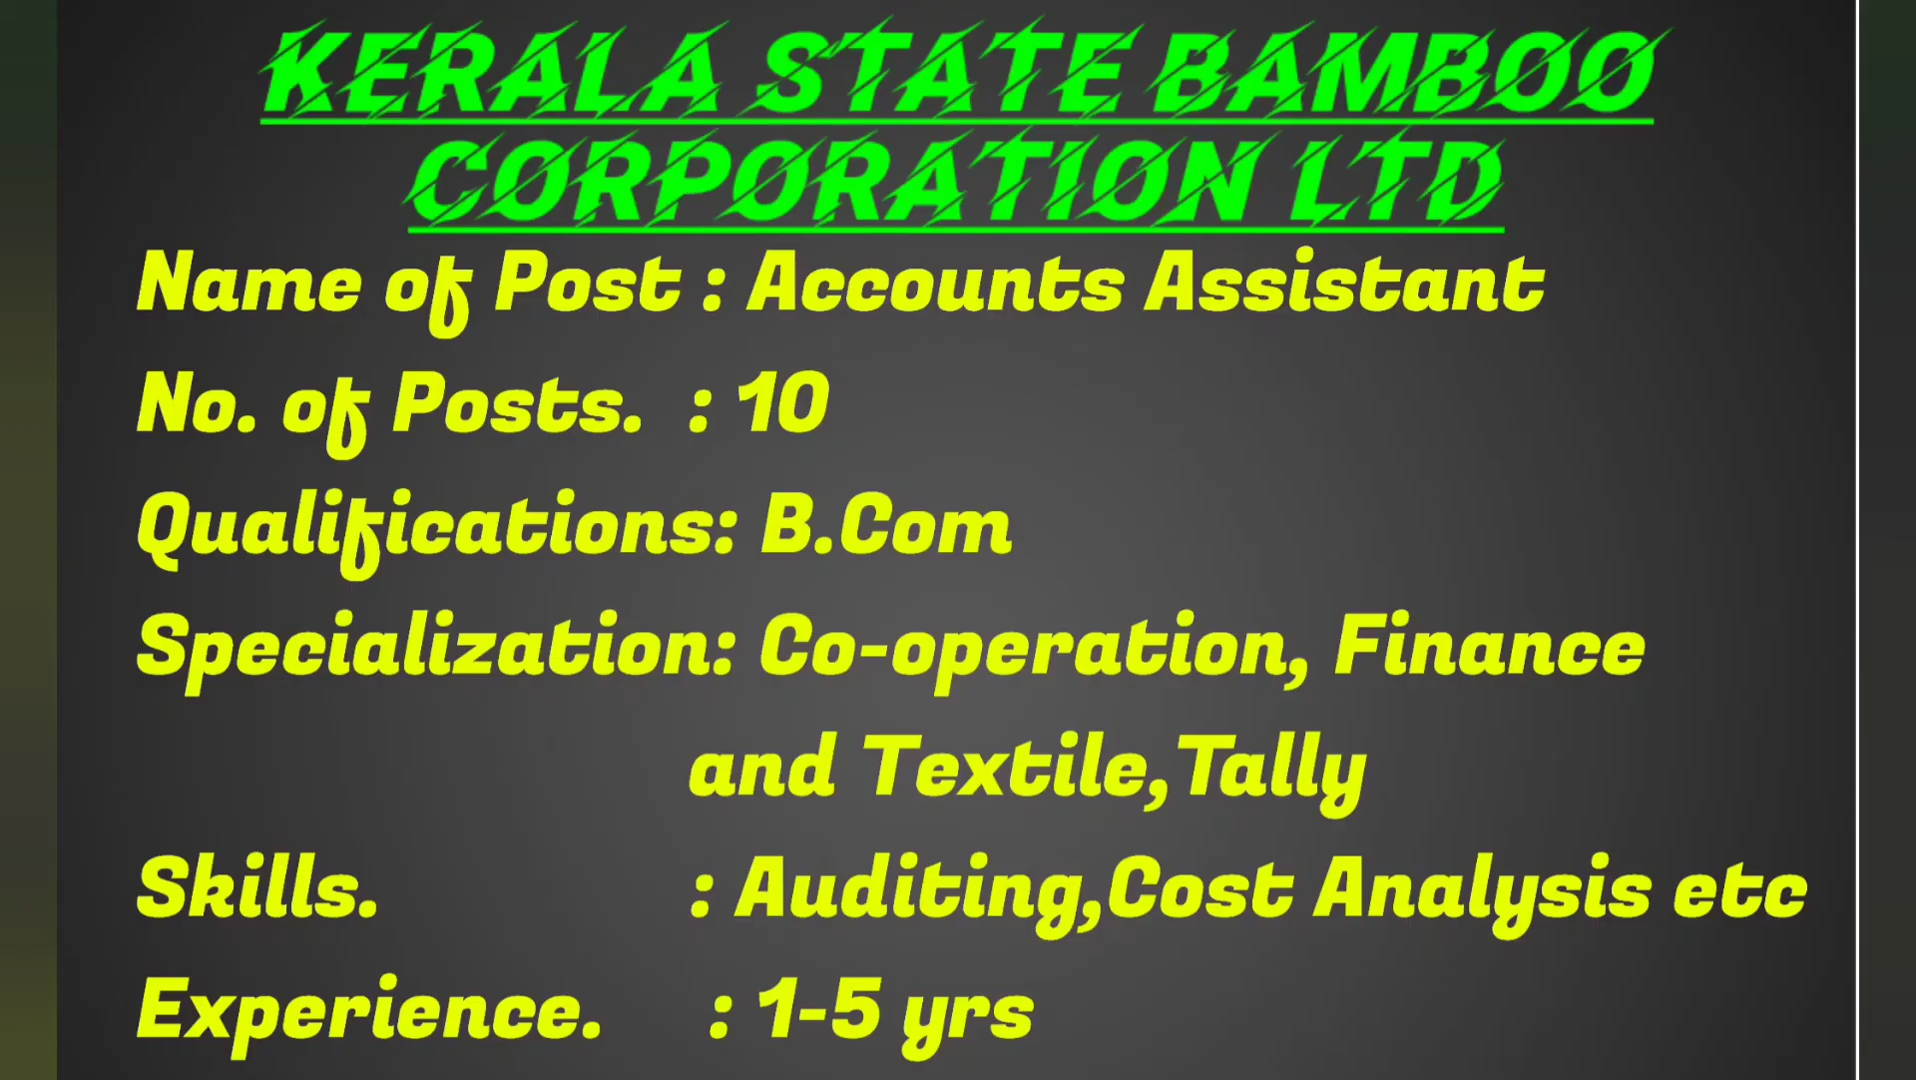 KERALA STATE BAMBOO
CORPORATION LTD
Name of Post : Accounts Assistant
No. of Posts. : 10
Qualifications: B.Com
Specialization: Co-operation, Finance
and Textile,Tally
Skills. : Auditing,Cost Analysis etc
Experience. : 1-5 yrs